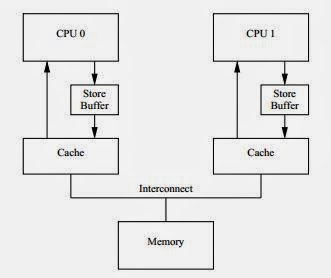 CPU 0
CPU 1
Store
Buffer
Store
Buffer
Cache
Cache
Interconnect
Memory